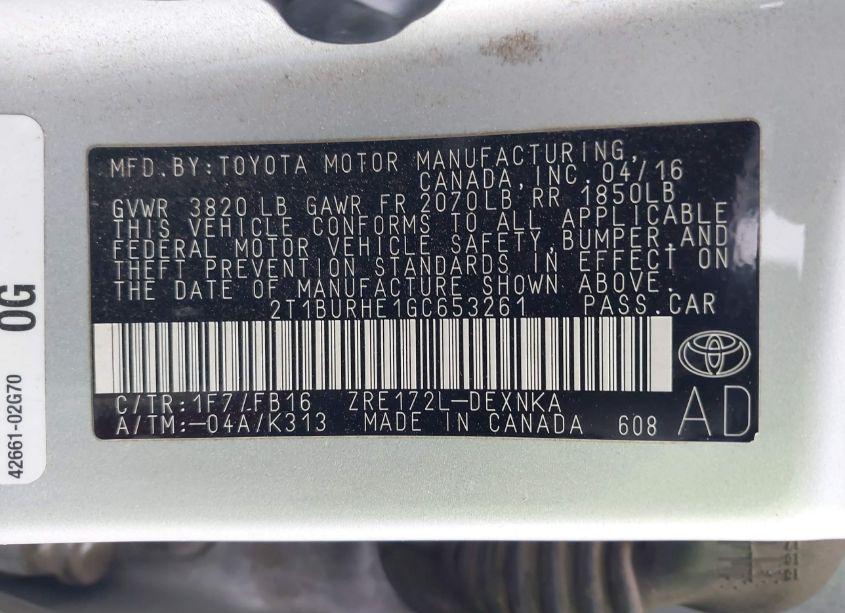 MFD.BY:TOYOTA MOTOR MANUFACTURING,
CANADA,INC.04/16
GVWR 3820 LB GAWR FR 2070LB RR 1850LB
THIS VEHICLE CONFORMS TO ALL APPLICABLE
FEDERAL MOTOR VEHICLE SAFETY,BUMPER,AND
THEFT PREVENTION STANDARDS IN EFFECT ON
THE DATE OF MANUFACTURE SHOWN ABOVE.
2T1BURHE1GC653261 PASS.CAR
C/TR:1F7/FB16 ZRE172L-DEXNKA
A/TM:-04A/K313 MADE IN CANADA 608
AD
0G
42661-02G70